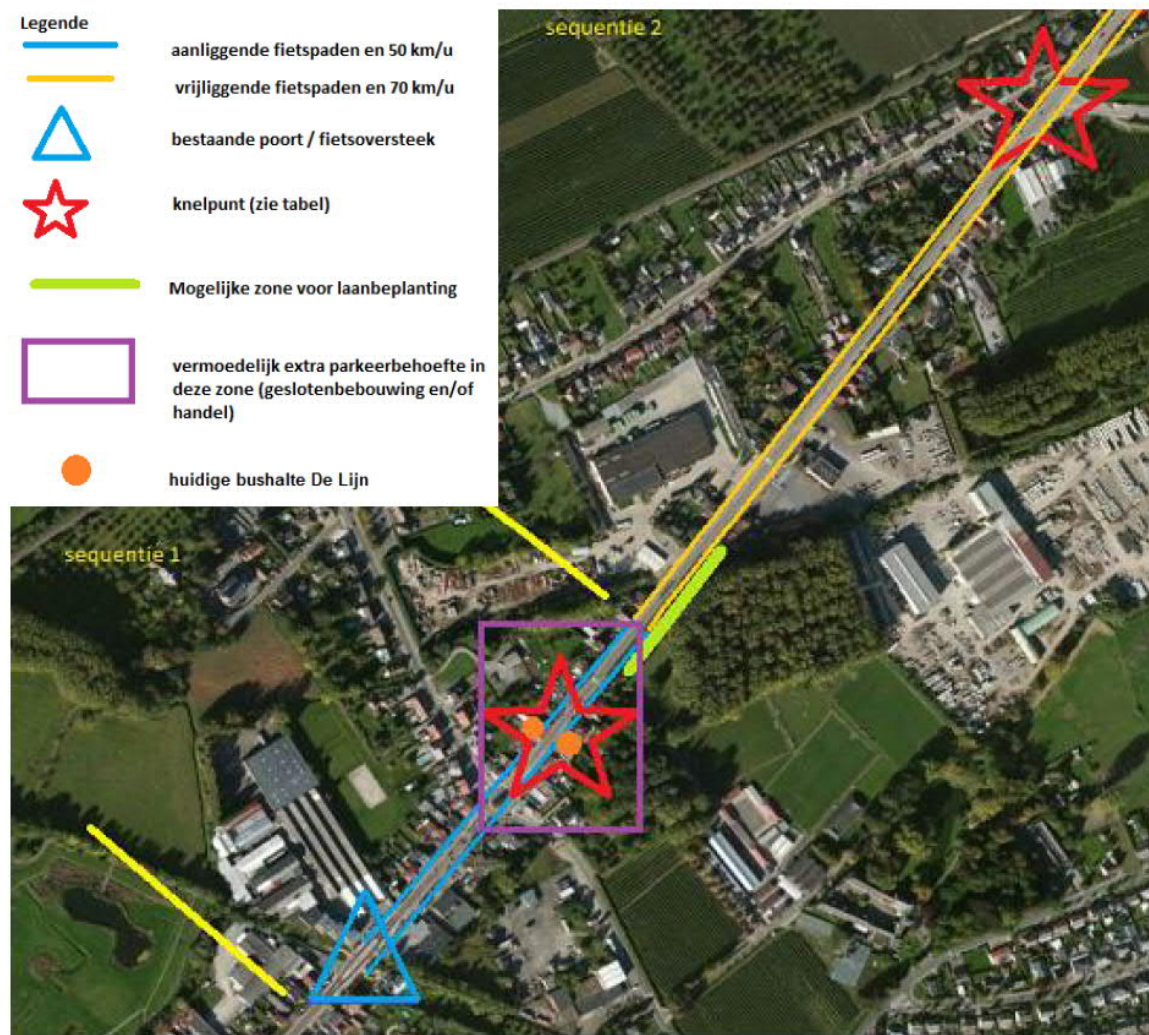 Legende
aanliggende fietspaden en 50 km/u
vrijliggende fietspaden en 70 km/u
bestaande poort / fietsoversteek
knelpunt (zie tabel)
Mogelijke zone voor laanbeplanting
vermoedelijk extra parkeerbehoefte in
deze zone (geslotenbebouwing en/of
handel)
huidige bushalte De Lijn
sequentie 2
sequentie 1